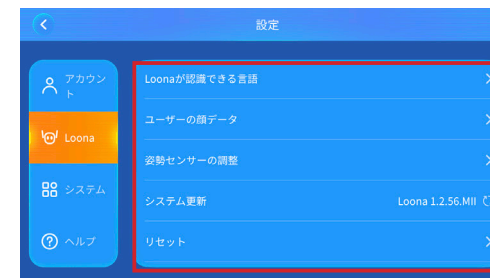 設定
アカウン
ト
Loona
システム
ヘルプ
Loonaが認識できる言語
ユーザーの顔データ
姿勢センサーの調整
システム更新 Loona 1.2.56.MII
リセット